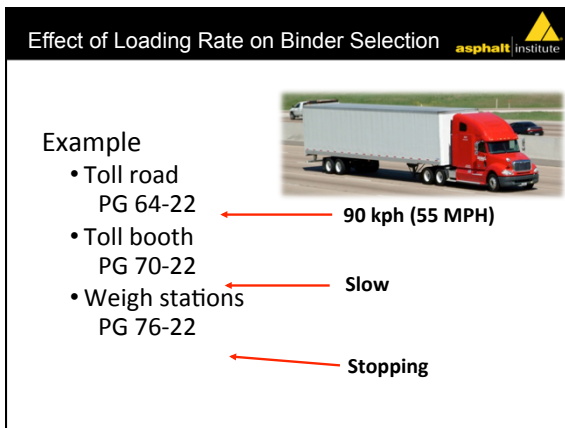 Effect of Loading Rate on Binder Selection
asphalt institute
Example
• Toll road
PG 64-22
90 kph (55 MPH)
• Toll booth
PG 70-22
Slow
• Weigh stations
PG 76-22
Stopping